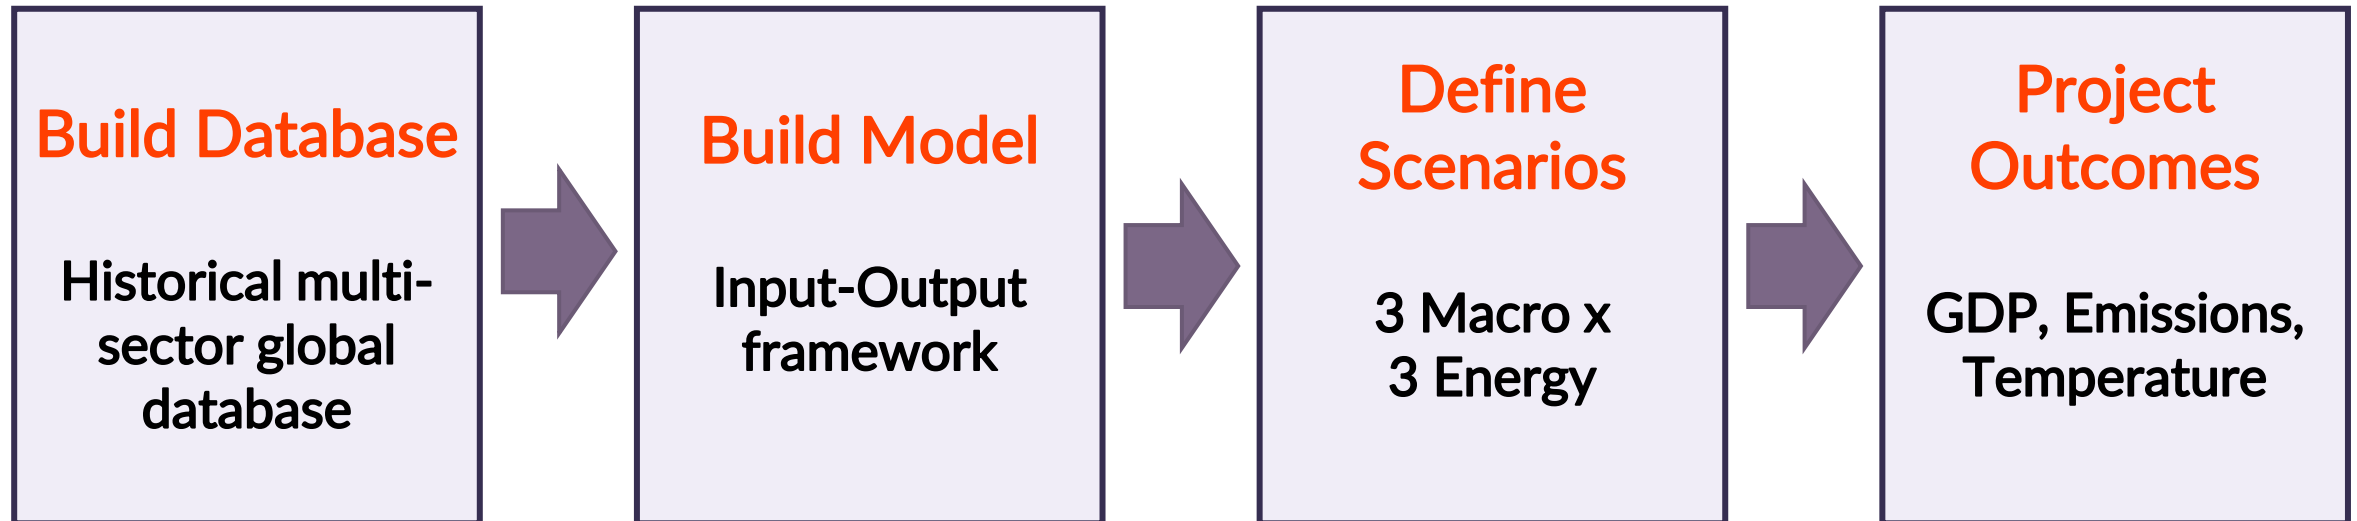 Build Database
Historical multi-
sector global
database
Build Model
Input-Output
framework
Define
Scenarios
3 Macro x
3 Energy
Project
Outcomes
GDP, Emissions,
Temperature